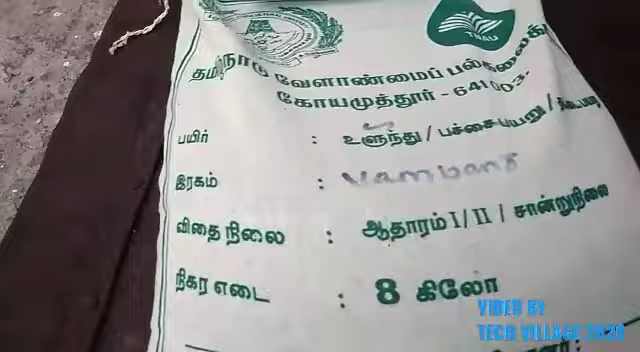 TNAU
தமிழ்நாடு வேளாண்மைப் பல்கலைக்
கோயமுத்தூர் - 641003.
பயிர் : உளுந்து / பச்சைபயறு /
இரகம் :
விதை நிலை : ஆதாரம் I / II / சான்றுநிலை
நிகர எடை : 8 கிலோ
VIDEO BY
TECH VILLAGE 2020